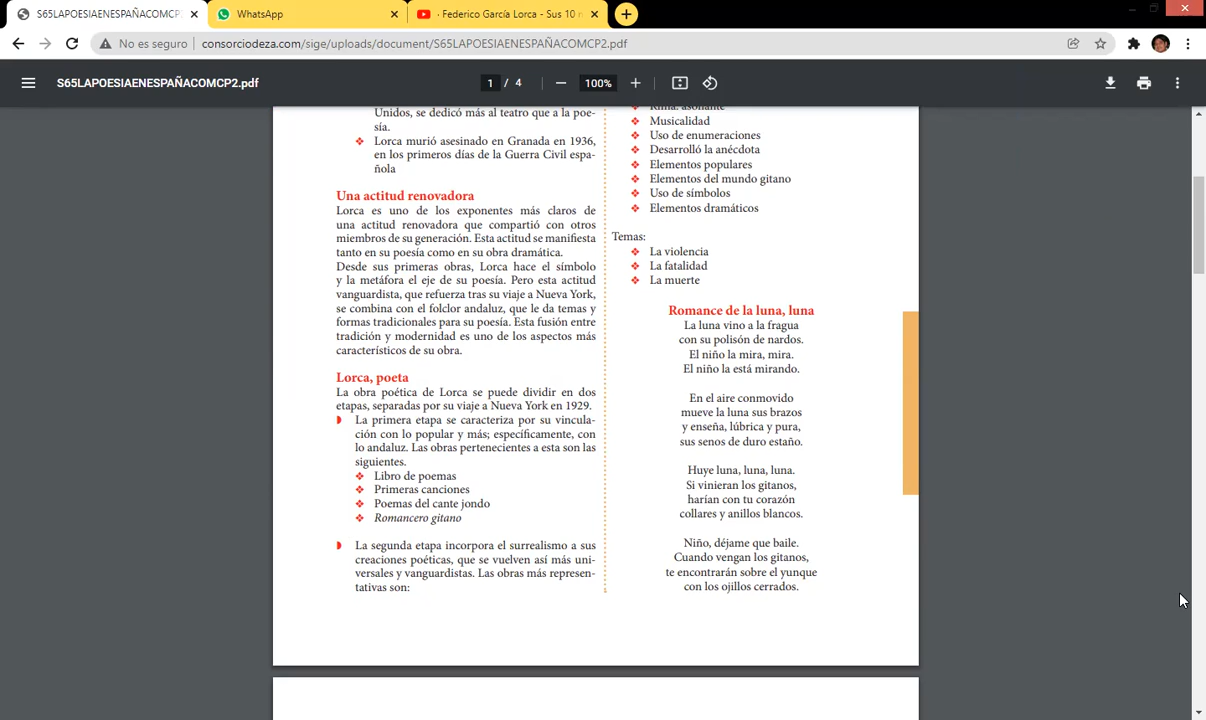 S65LAPOESIAENESPAÑACOMCP2.pdf
WhatsApp
· Federico García Lorca - Sus 10 n
No es seguro
consorciodeza.com/sige/uploads/document/S65LAPOESIAENESPAÑACOMCP2.pdf
S65LAPOESIAENESPAÑACOMCP2.pdf
1 / 4
100%
Unidos, se dedicó más al teatro que a la poe-
sía.
Lorca murió asesinado en Granada en 1936,
en los primeros días de la Guerra Civil espa-
ñola
Una actitud renovadora
Lorca es uno de los exponentes más claros de
una actitud renovadora que compartió con otros
miembros de su generación. Esta actitud se manifiesta
tanto en su poesía como en su obra dramática.
Desde sus primeras obras, Lorca hace el símbolo
y la metáfora el eje de su poesía. Pero esta actitud
vanguardista, que refuerza tras su viaje a Nueva York,
se combina con el folclor andaluz, que le da temas y
formas tradicionales para su poesía. Esta fusión entre
tradición y modernidad es uno de los aspectos más
característicos de su obra.
Lorca, poeta
La obra poética de Lorca se puede dividir en dos
etapas, separadas por su viaje a Nueva York en 1929.
La primera etapa se caracteriza por su vincula-
ción con lo popular y más; específicamente, con
lo andaluz. Las obras pertenecientes a esta son las
siguientes.
Libro de poemas
Primeras canciones
Poemas del cante jondo
Romancero gitano
La segunda etapa incorpora el surrealismo a sus
creaciones poéticas, que se vuelven así más uni-
versales y vanguardistas. Las obras más represen-
tativas son:
Rima: asonante
Musicalidad
Uso de enumeraciones
Desarrolló la anécdota
Elementos populares
Elementos del mundo gitano
Uso de símbolos
Elementos dramáticos
Temas:
La violencia
La fatalidad
La muerte
Romance de la luna, luna
La luna vino a la fragua
con su polisón de nardos.
El niño la mira, mira.
El niño la está mirando.
En el aire conmovido
mueve la luna sus brazos
y enseña, lúbrica y pura,
sus senos de duro estaño.
Huye luna, luna, luna.
Si vinieran los gitanos,
harían con tu corazón
collares y anillos blancos.
Niño, déjame que baile.
Cuando vengan los gitanos,
te encontrarán sobre el yunque
con los ojillos cerrados.